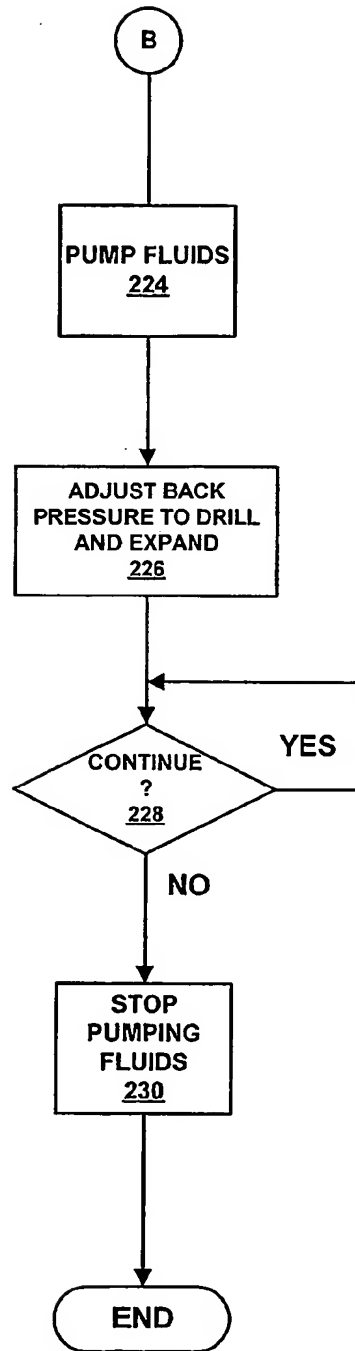 B
PUMP FLUIDS
224
ADJUST BACK
PRESSURE TO DRILL
AND EXPAND
226
CONTINUE
?
228
YES
NO
STOP
PUMPING
FLUIDS
230
END